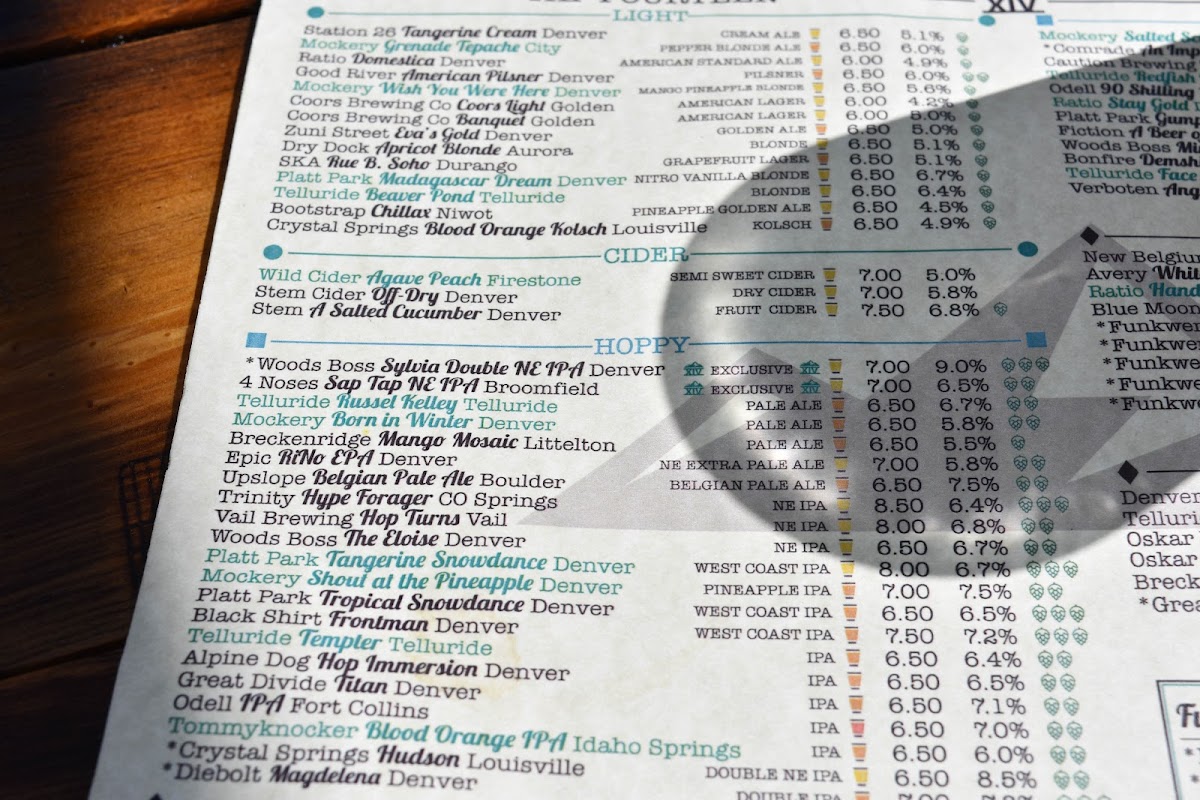 XIV
LIGHT
Station 26 Tangerine Cream Denver CREAM ALE 6.50 5.1%
Mockery Grenade Tepache City PEPPER BLONDE ALE 6.50 6.0%
Ratio Domestica Denver AMERICAN STANDARD ALE 6.00 4.9%
Good River American Pilsner Denver PILSNER 6.50 6.0%
Mockery Wish You Were Here Denver MANGO PINEAPPLE BLONDE 6.50 5.6%
Coors Brewing Co Coors Light Golden AMERICAN LAGER 6.00 4.2%
Coors Brewing Co Banquet Golden AMERICAN LAGER 6.00 5.0%
Zuni Street Eva's Gold Denver GOLDEN ALE 6.50 5.0%
Dry Dock Apricot Blonde Aurora BLONDE 6.50 5.1%
SKA Rue B. Soho Durango GRAPEFRUIT LAGER 6.50 5.1%
Platt Park Madagascar Dream Denver NITRO VANILLA BLONDE 6.50 6.7%
Telluride Beaver Pond Telluride BLONDE 6.50 6.4%
Bootstrap Chillax Niwot PINEAPPLE GOLDEN ALE 6.50 4.5%
Crystal Springs Blood Orange Kolsch Louisville KOLSCH 6.50 4.9%
CIDER
Wild Cider Agave Peach Firestone SEMI SWEET CIDER 7.00 5.0%
Stem Cider Off-Dry Denver DRY CIDER 7.00 5.8%
Stem A Salted Cucumber Denver FRUIT CIDER 7.50 6.8%
HOPPY
*Woods Boss Sylvia Double NE IPA Denver EXCLUSIVE 7.00 9.0%
4 Noses Sap Tap NE IPA Broomfield EXCLUSIVE 7.00 6.5%
Telluride Russel Kelley Telluride PALE ALE 6.50 6.7%
Mockery Born in Winter Denver PALE ALE 6.50 5.8%
Breckenridge Mango Mosaic Littelton PALE ALE 6.50 5.5%
Epic RiNo EPA Denver NE EXTRA PALE ALE 7.00 5.8%
Upslope Belgian Pale Ale Boulder BELGIAN PALE ALE 6.50 7.5%
Trinity Hype Forager CO Springs NE IPA 8.50 6.4%
Vail Brewing Hop Turns Vail NE IPA 8.00 6.8%
Woods Boss The Eloise Denver NE IPA 6.50 6.7%
Platt Park Tangerine Snowdance Denver WEST COAST IPA 8.00 6.7%
Mockery Shout at the Pineapple Denver PINEAPPLE IPA 7.00 7.5%
Platt Park Tropical Snowdance Denver WEST COAST IPA 6.50 6.5%
Black Shirt Frontman Denver WEST COAST IPA 7.50 7.2%
Telluride Templer Telluride IPA 6.50 6.4%
Alpine Dog Hop Immersion Denver IPA 6.50 6.5%
Great Divide Titan Denver IPA 6.50 7.1%
Odell IPA Fort Collins IPA 6.50 7.0%
Tommyknocker Blood Orange IPA Idaho Springs IPA 6.50 6.0%
*Crystal Springs Hudson Louisville DOUBLE NE IPA 6.50 8.5%
*Diebolt Magdelena Denver DOUBLE IPA
Mockery Salted
*Comrade An Imp
Caution Brewing
Telluride Redfish
Odell 90 Shilling
Ratio Stay Gold
Platt Park
Fiction A Beer
Woods Boss
Bonfire Demsh
Telluride Face
Verboten
New Belgium
Avery
Ratio
Blue Moon
*Funkwe
*Funkwe
*Funkwe
*Funkwe
*Funkwe
Denver
Telluri
Oskar
Oskar
Breck
*Grea